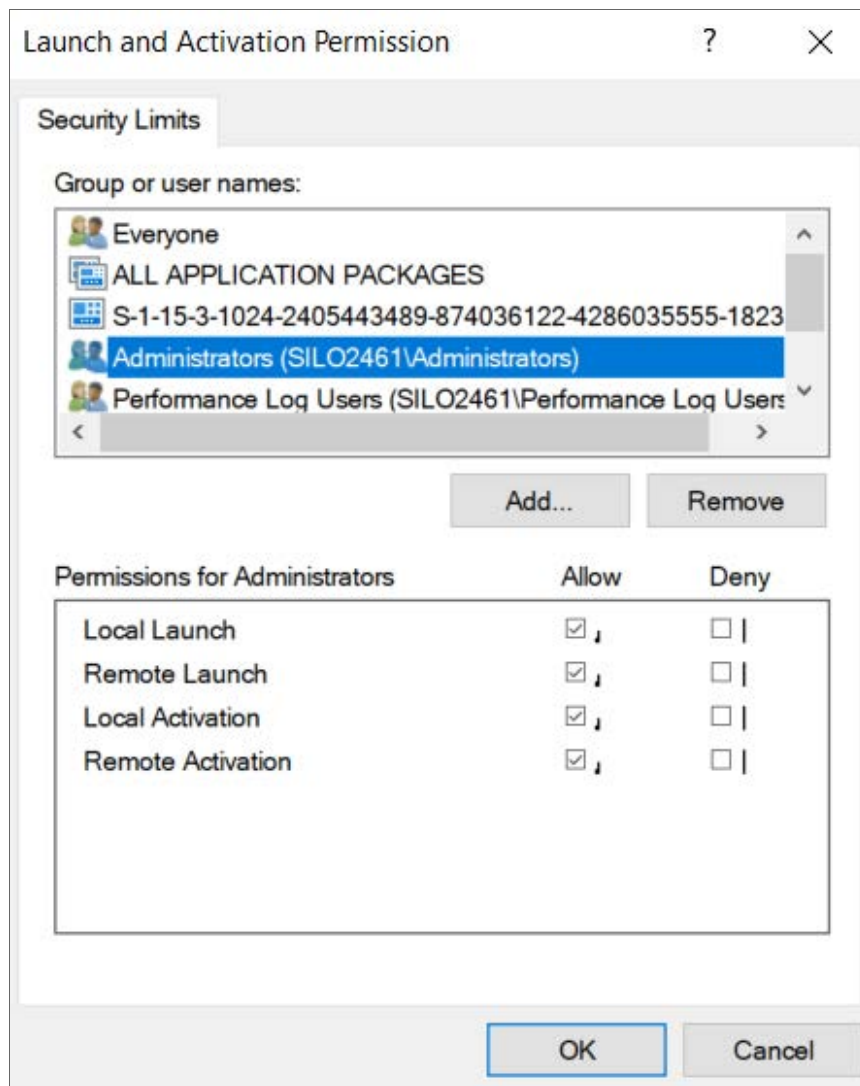 Launch and Activation Permission ? ×
Security Limits
Group or user names:
Everyone
ALL APPLICATION PACKAGES
S-1-15-3-1024-2405443489-874036122-4286035555-1823
Administrators (SILO2461\Administrators)
Performance Log Users (SILO2461\Performance Log Users
Add... Remove
Permissions for Administrators Allow Deny
Local Launch
Remote Launch
Local Activation
Remote Activation
OK Cancel